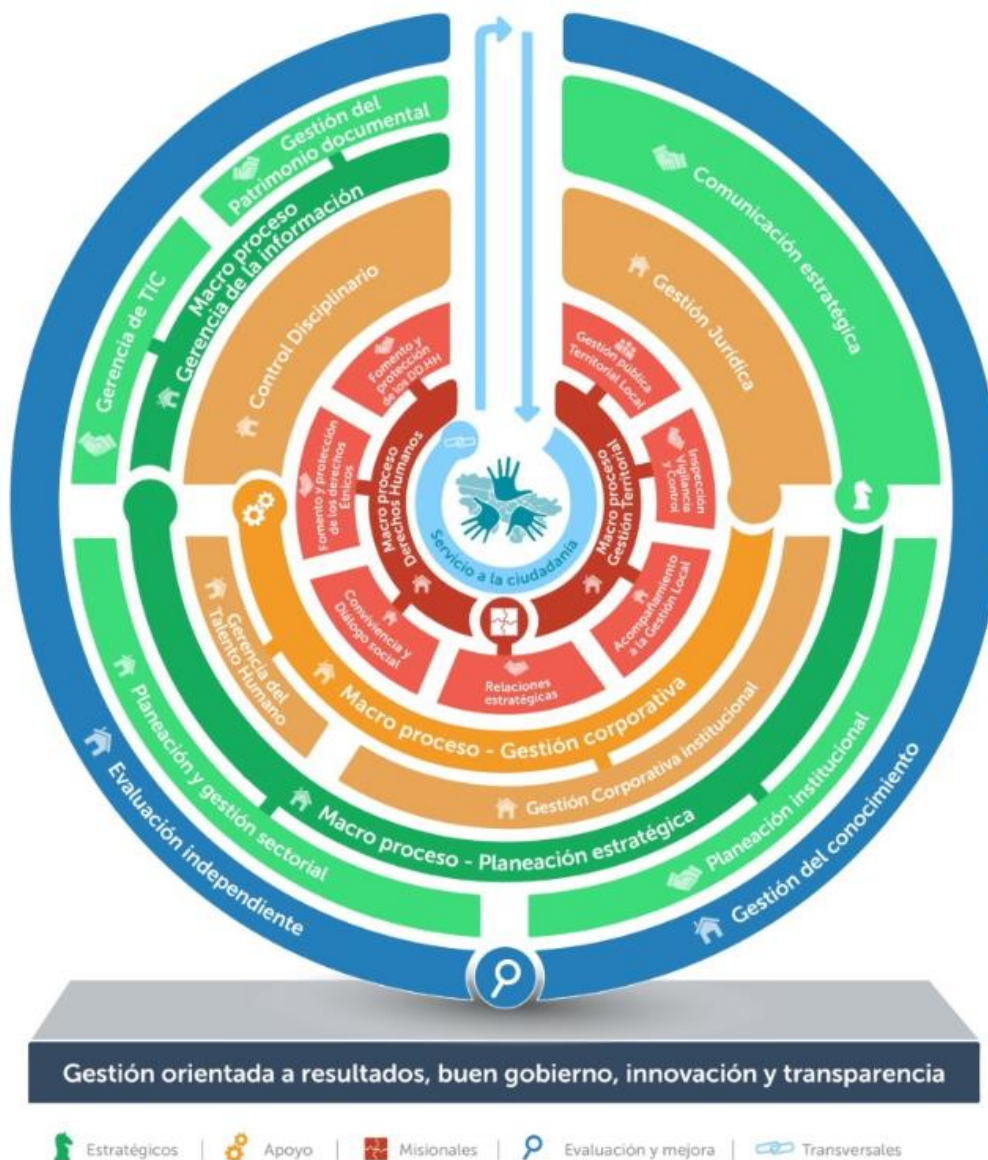 Gestión del
Patrimonio documental
Macro proceso
Gerencia de la información
Gerencia de TIC
Control Disciplinario
Comunicación estratégica
Gestión Jurídica
Fomento y
protección
de los DD.HH
Fomento y protección
de los derechos
Étnicos
Macro proceso
Derechos Humanos
Gestión pública
Territorial Local
Inspección
Vigilancia
y Control
Macro proceso
Gestión Territorial
Servicio a la ciudadanía
Conviviencia y
Diálogo social
Relaciones
estratégicas
Acompañamiento
a la Gestión Local
Gerencia del
Talento Humano
Macro proceso - Gestión corporativa
Gestión Corporativa institucional
Planeación y gestión sectorial
Macro proceso - Planeación estratégica
Planeación institucional
Evaluación independiente
Gestión del conocimiento
Gestión orientada a resultados, buen gobierno, innovación y transparencia
Estratégicos | Apoyo | Misionales | Evaluación y mejora | Transversales